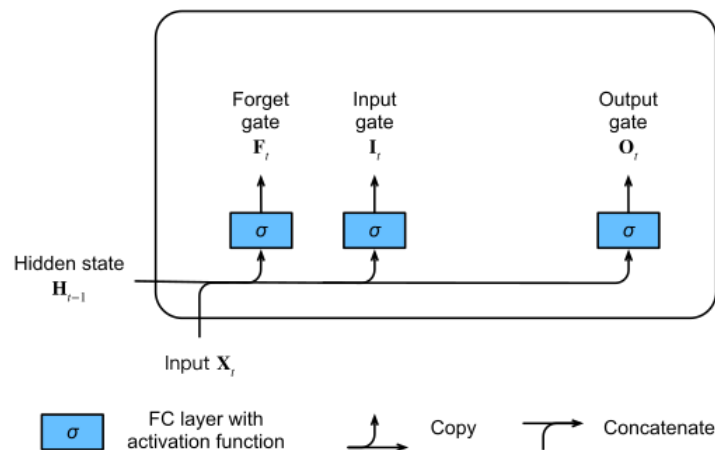 Forget
gate
F_t
Input
gate
I_t
Output
gate
O_t
σ
σ
σ
Hidden state
H_{t−1}
Input X_t
σ
FC layer with
activation function
Copy
Concatenate